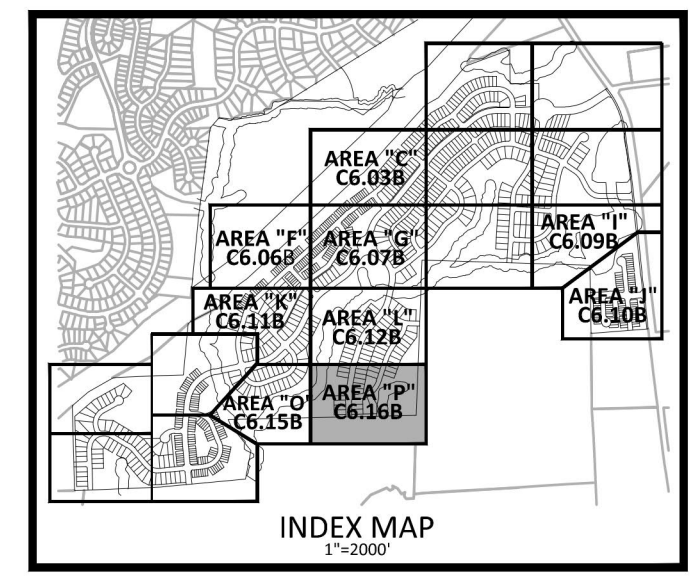 AREA "C"
C6.03B
AREA "F"
C6.06B
AREA "G"
C6.07B
AREA "I"
C6.09B
AREA "J"
C6.10B
AREA "K"
C6.11B
AREA "L"
C6.12B
AREA "O"
C6.15B
AREA "P"
C6.16B
INDEX MAP
1"=2000'